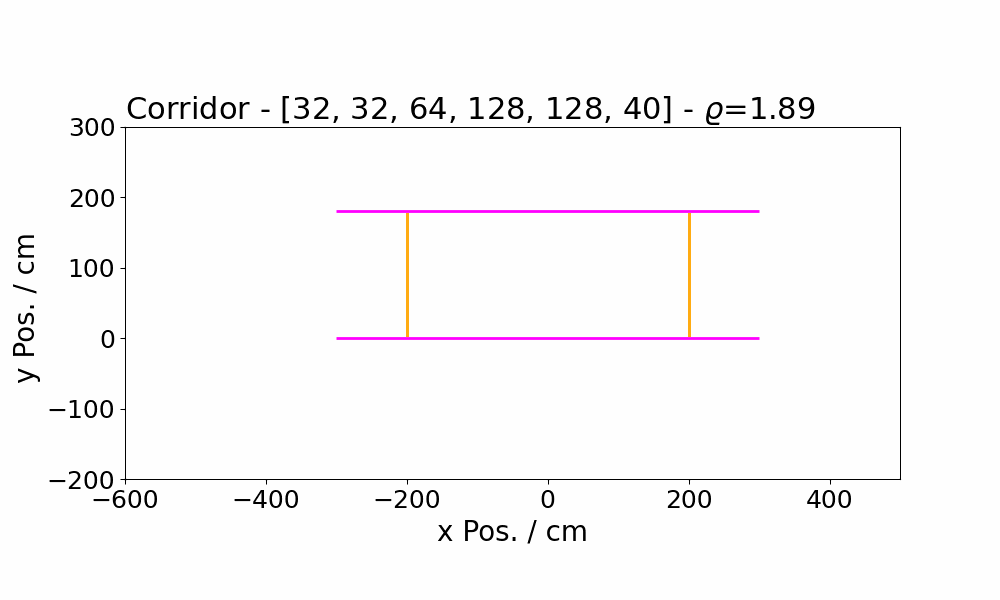 Corridor - [32, 32, 64, 128, 128, 40] - ϱ=1.89
300
200
100
0
−100
−200
y Pos. / cm
−600 −400 −200 0 200 400
x Pos. / cm